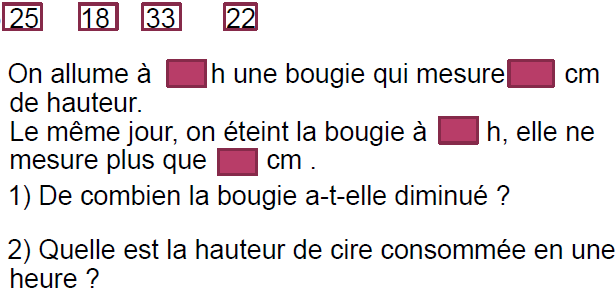 25 18 33 22
On allume à h une bougie qui mesure cm
de hauteur.
Le même jour, on éteint la bougie à h, elle ne
mesure plus que cm .
1) De combien la bougie a-t-elle diminué ?
2) Quelle est la hauteur de cire consommée en une
heure ?